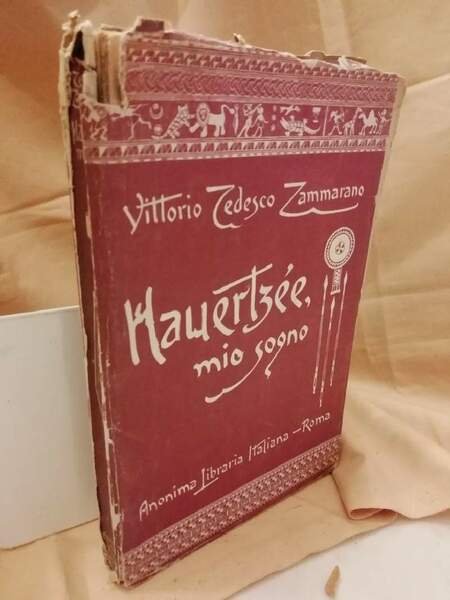 Vittorio Tedesco Zammarano
Hauertzée,
mio sogno
Anonima Libraria Italiana — Roma